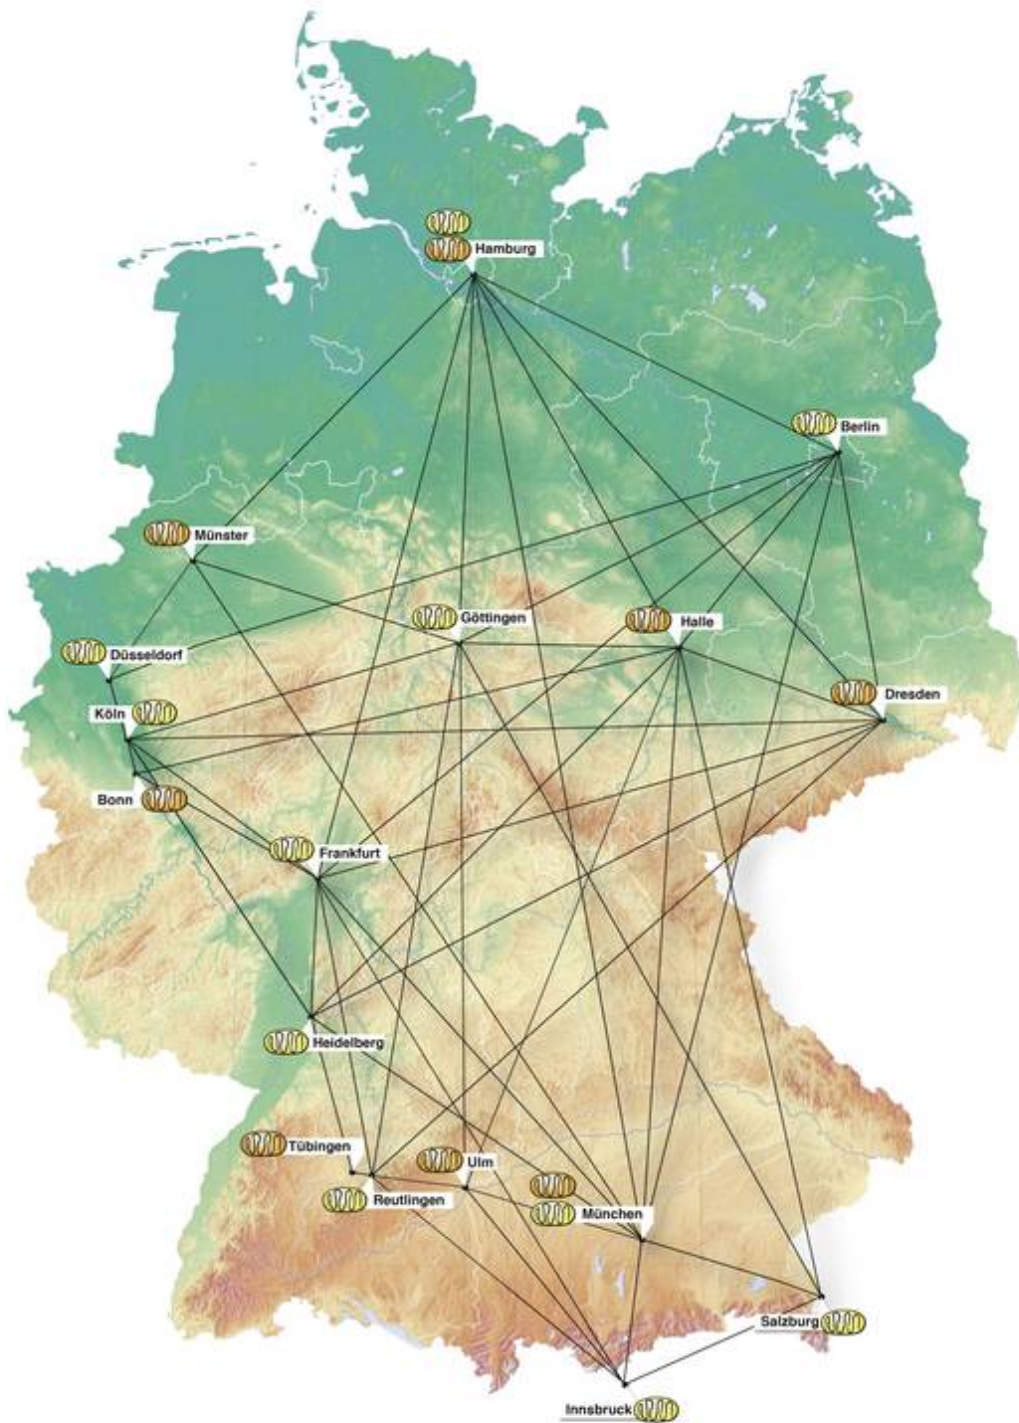 Hamburg
Berlin
Münster
Göttingen
Halle
Düsseldorf
Dresden
Köln
Bonn
Frankfurt
Heidelberg
Tübingen
Ulm
Reutlingen
München
Salzburg
Innsbruck